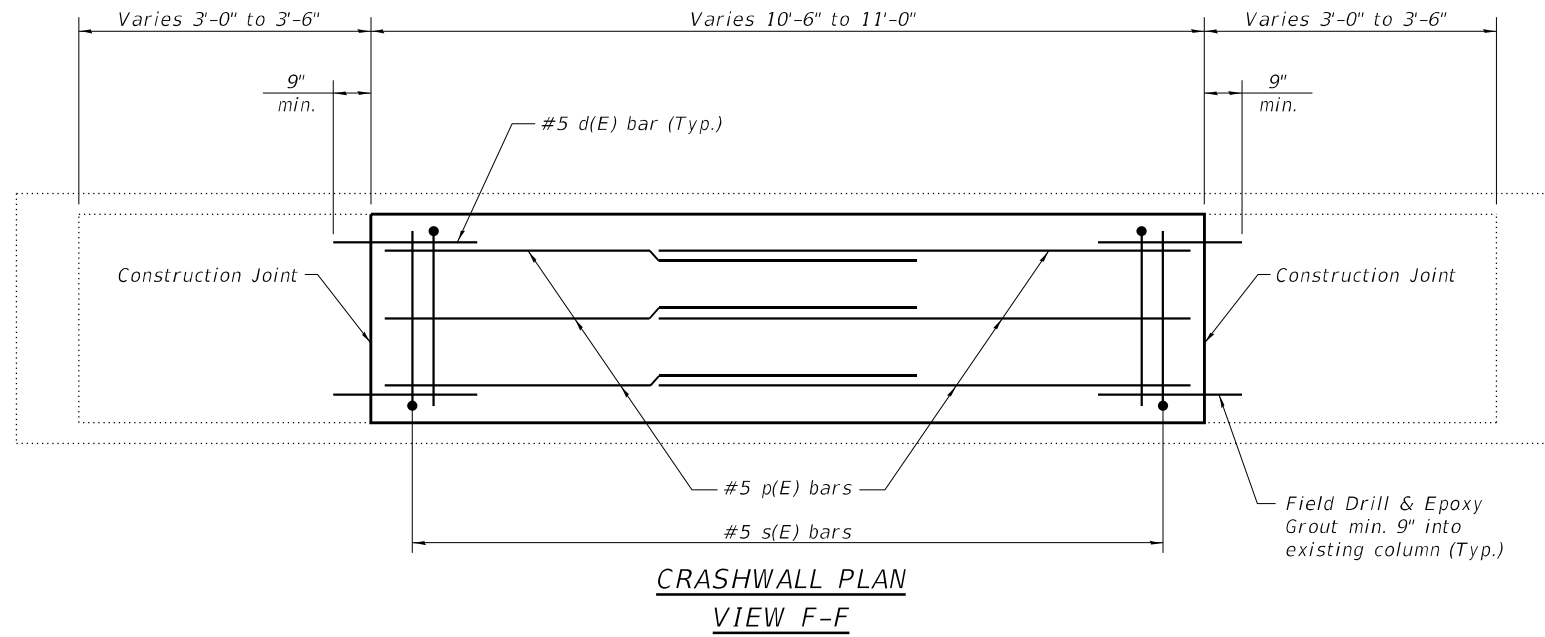 Varies 3'-0" to 3'-6"
Varies 10'-6" to 11'-0"
Varies 3'-0" to 3'-6"
9"
min.
9"
min.
#5 d(E) bar (Typ.)
Construction Joint
Construction Joint
#5 p(E) bars
#5 s(E) bars
Field Drill & Epoxy
Grout min. 9" into
existing column (Typ.)
CRASHWALL PLAN
VIEW F-F